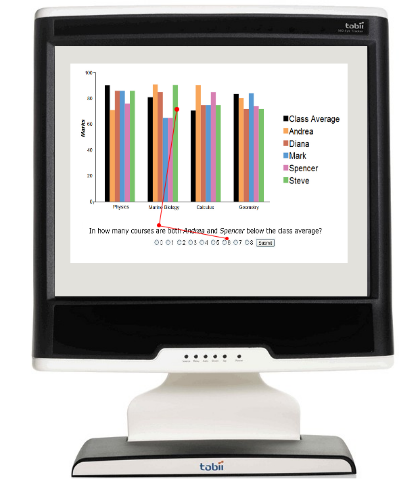 tobii
100
80
60
40
20
0
Marks
Physics
Marine Biology
Calculus
Geometry
Class Average
Andrea
Diana
Mark
Spencer
Steve
In how many courses are both Andrea and Spencer below the class average?
0 1 2 3 4 5 6 7 8 Submit
tobii